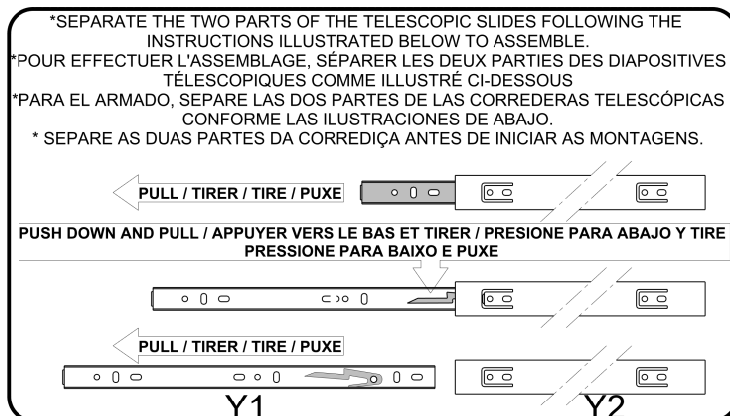 *SEPARATE THE TWO PARTS OF THE TELESCOPIC SLIDES FOLLOWING THE
INSTRUCTIONS ILLUSTRATED BELOW TO ASSEMBLE.
*POUR EFFECTUER L'ASSEMBLAGE, SÉPARER LES DEUX PARTIES DES DIAPOSITIVES
TÉLESCOPIQUES COMME ILLUSTRÉ CI-DESSOUS
*PARA EL ARMADO, SEPARE LAS DOS PARTES DE LAS CORREDERAS TELESCÓPICAS
CONFORME LAS ILUSTRACIONES DE ABAJO.
* SEPARE AS DUAS PARTES DA CORREDIÇA ANTES DE INICIAR AS MONTAGENS.
PULL / TIRER / TIRE / PUXE
PUSH DOWN AND PULL / APPUYER VERS LE BAS ET TIRER / PRESIONE PARA ABAJO Y TIRE
PRESSIONE PARA BAIXO E PUXE
PULL / TIRER / TIRE / PUXE
Y1 Y2